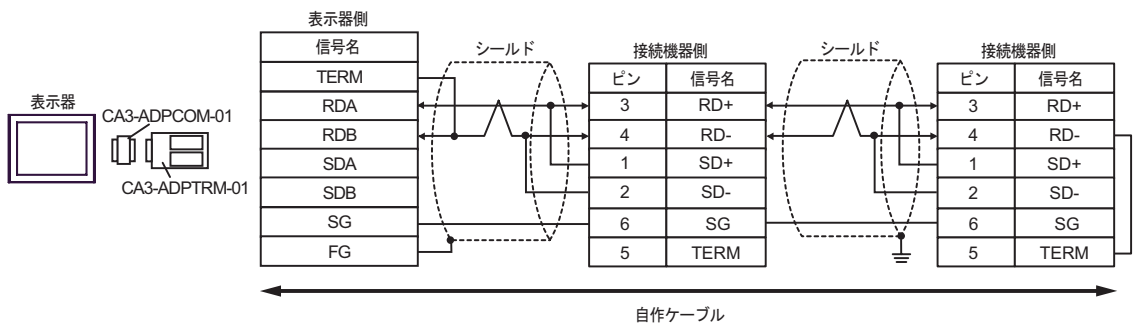 表示器
CA3-ADPCOM-01
CA3-ADPTRM-01
表示器側
信号名
TERM
RDA
RDB
SDA
SDB
SG
FG
シールド
接続機器側
ピン 信号名
3 RD+
4 RD-
1 SD+
2 SD-
6 SG
5 TERM
シールド
接続機器側
ピン 信号名
3 RD+
4 RD-
1 SD+
2 SD-
6 SG
5 TERM
自作ケーブル